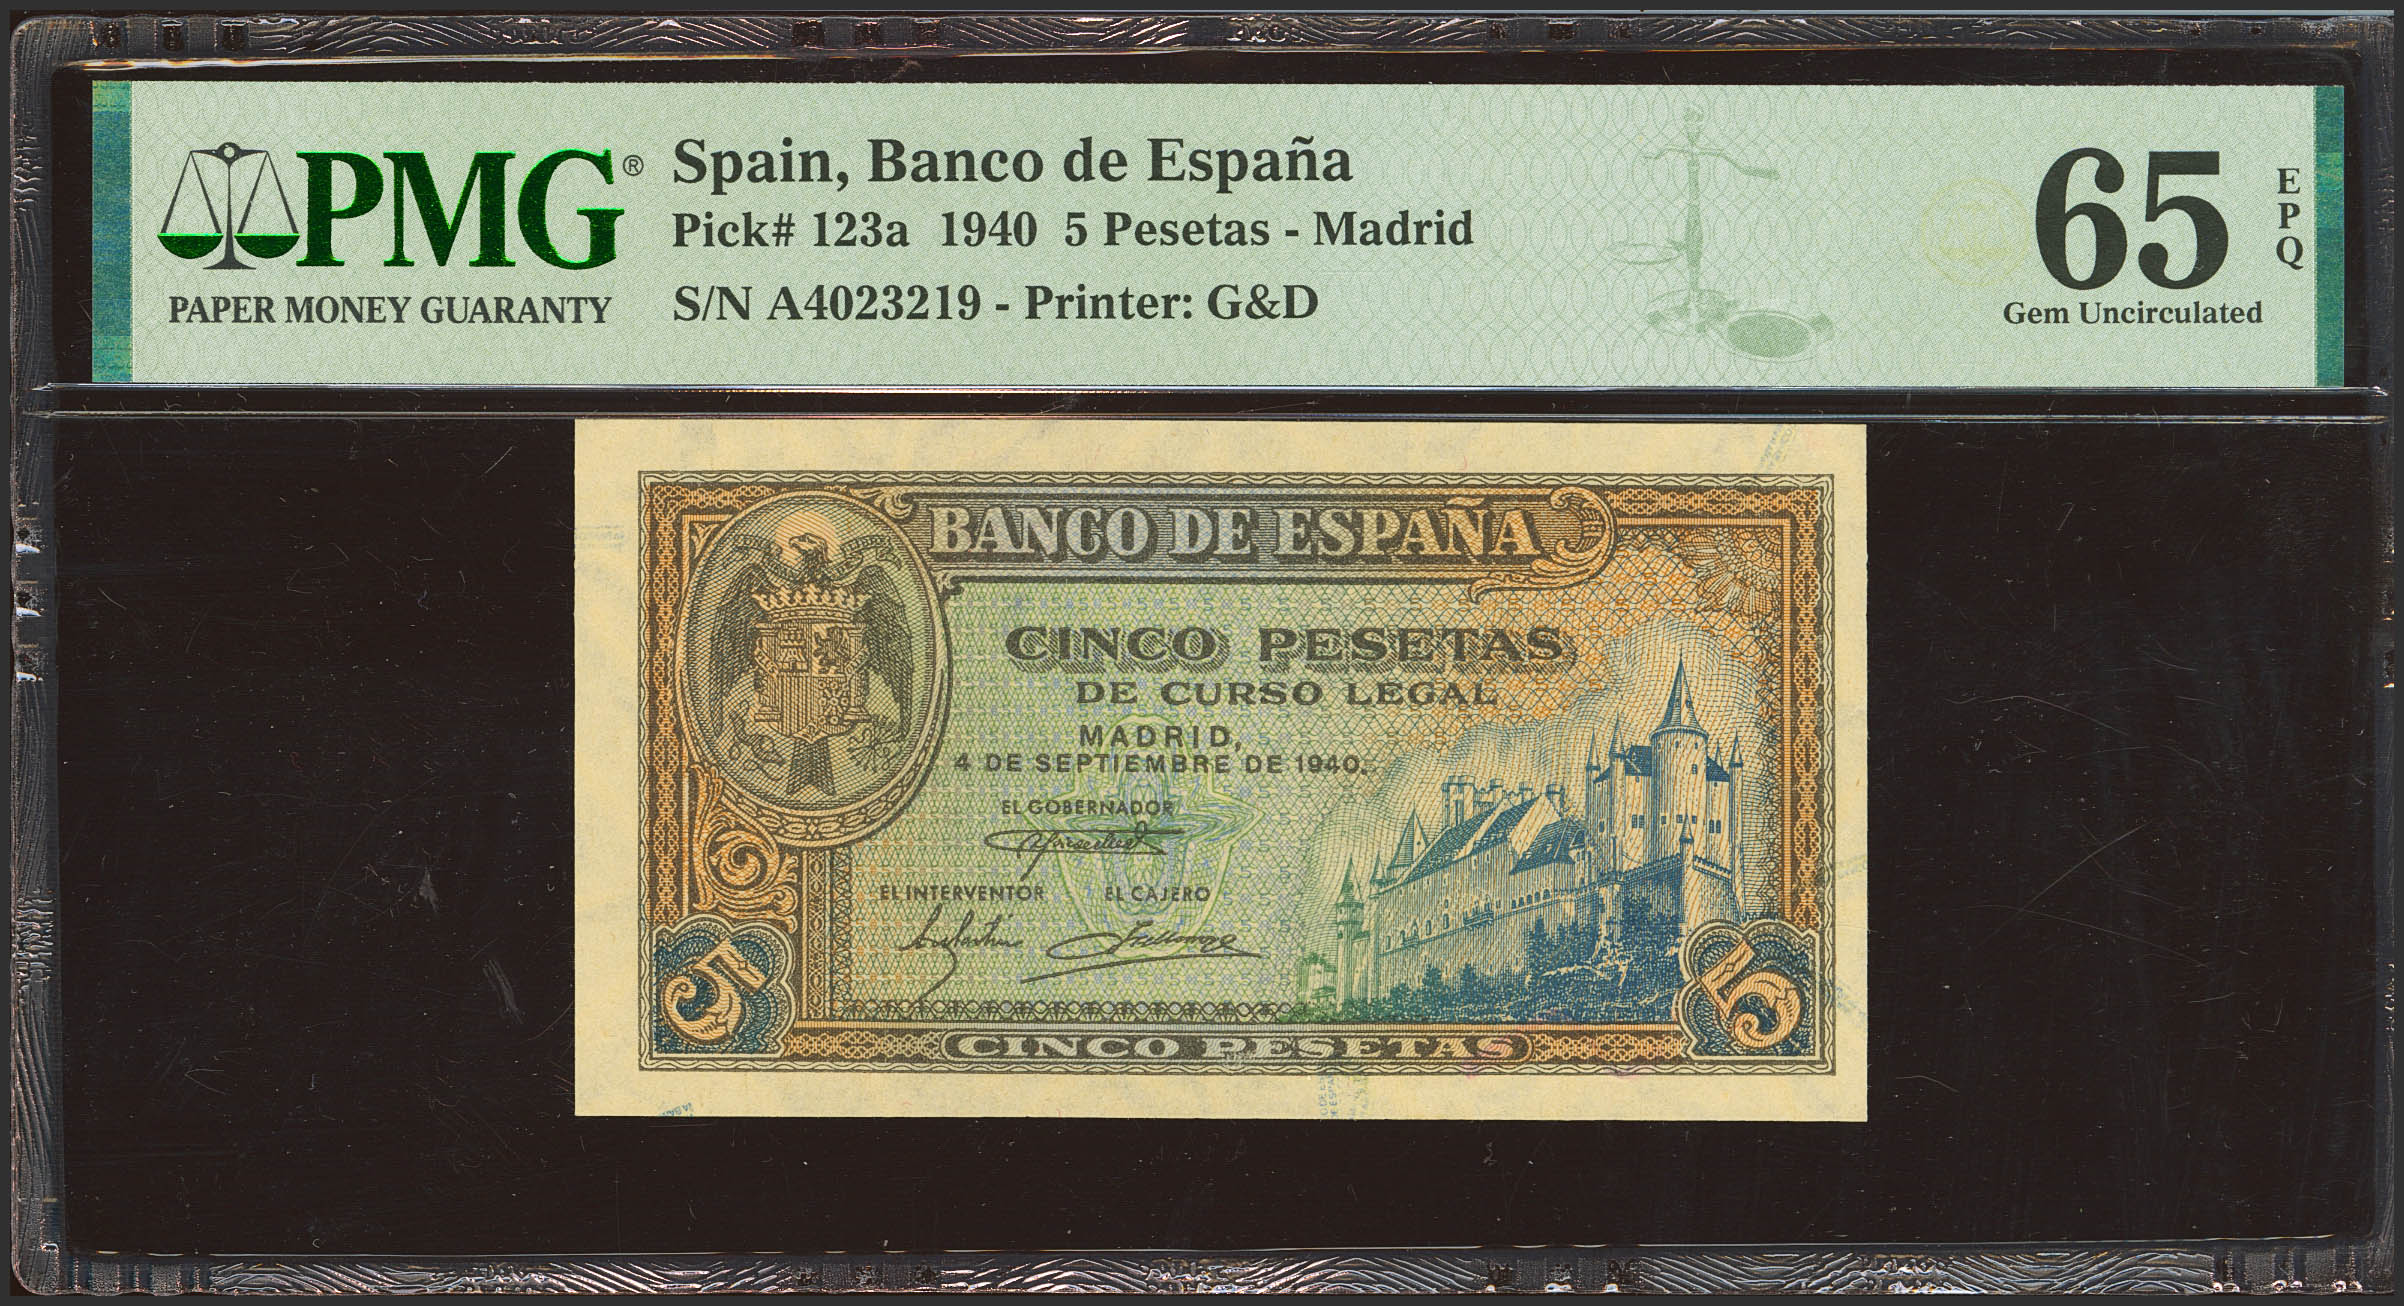 PMG®
PAPER MONEY GUARANTY
Spain, Banco de España
Pick# 123a 1940 5 Pesetas - Madrid
S/N A4023219 - Printer: G&D
65
EPQ
Gem Uncirculated
BANCO DE ESPAÑA
CINCO PESETAS
DE CURSO LEGAL
MADRID,
4 DE SEPTIEMBRE DE 1940.
EL GOBERNADOR
EL INTERVENTOR EL CAJERO
5 5
CINCO PESETAS